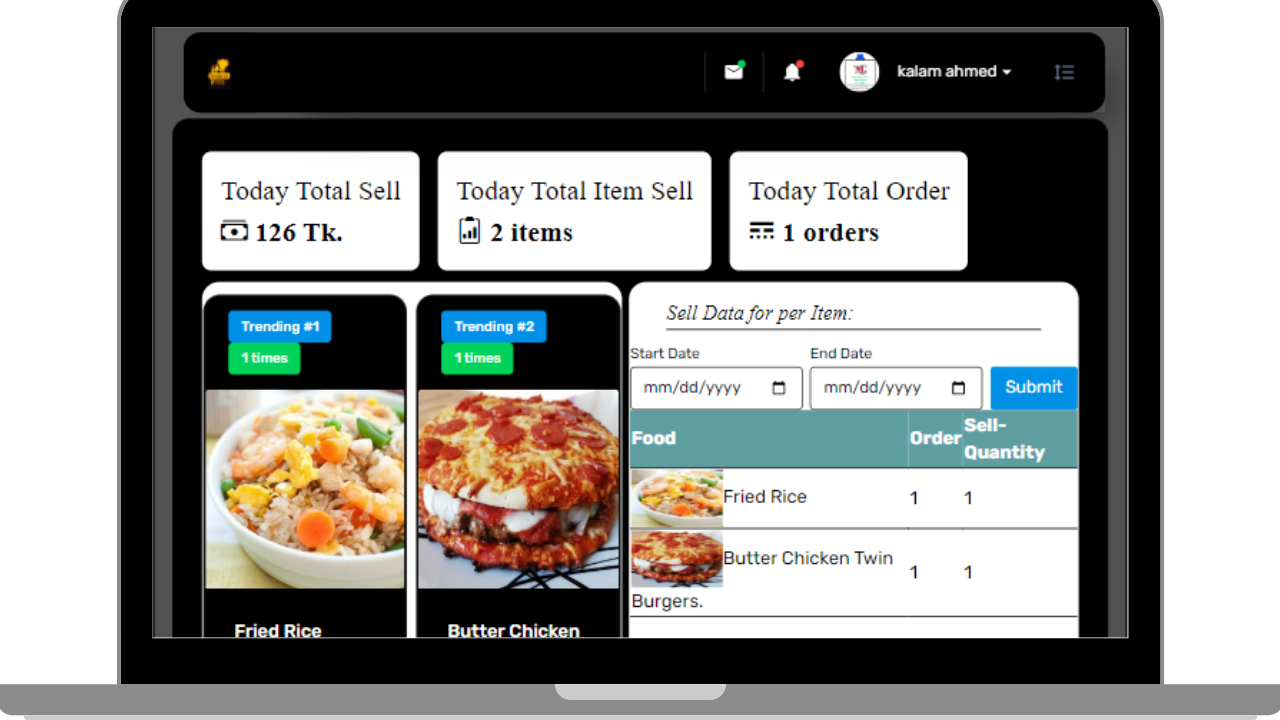 kalam ahmed
Today Total Sell
126 Tk.
Today Total Item Sell
2 items
Today Total Order
1 orders
Trending #1
1 times
Trending #2
1 times
Fried Rice
Butter Chicken
Sell Data for per Item:
Start Date
End Date
mm/dd/yyyy
mm/dd/yyyy
Submit
Food
Order
Sell-
Quantity
Fried Rice
1
1
Butter Chicken Twin
Burgers.
1
1